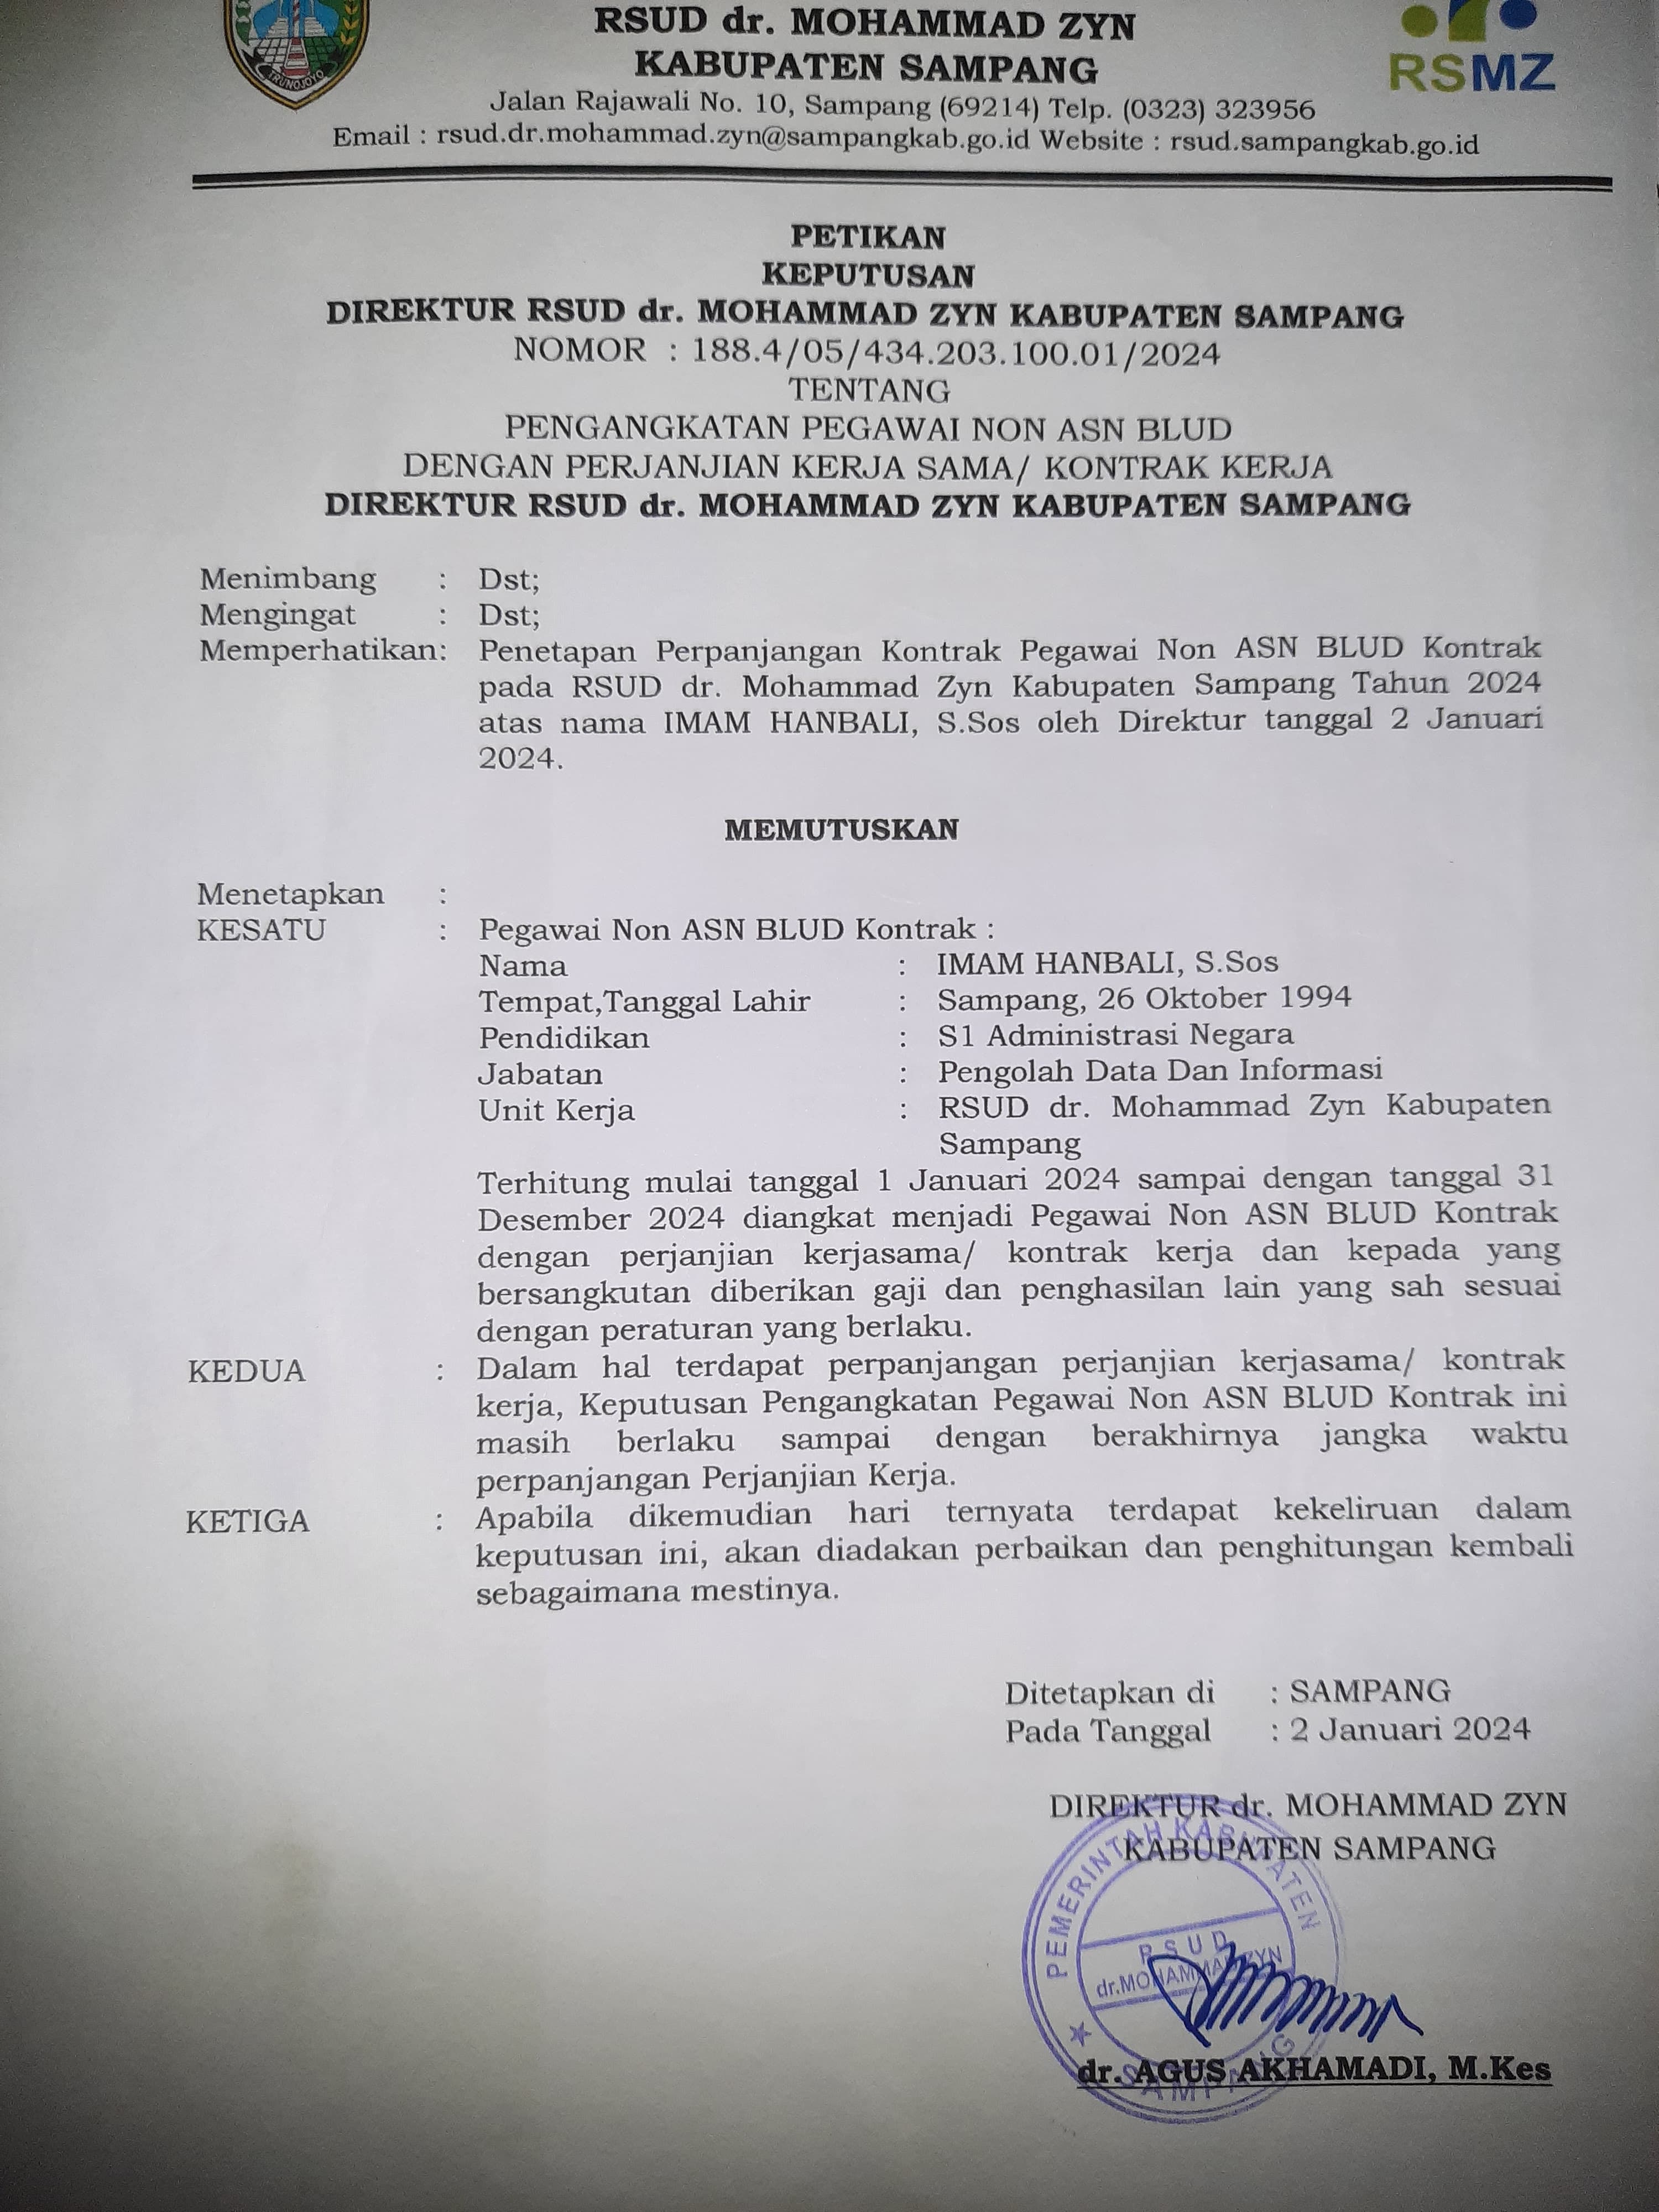 TRUNOJOYO
RSUD dr. MOHAMMAD ZYN
KABUPATEN SAMPANG
RSMZ
Jalan Rajawali No. 10, Sampang (69214) Telp. (0323) 323956
Email : rsud.dr.mohammad.zyn@sampangkab.go.id Website : rsud.sampangkab.go.id
PETIKAN
KEPUTUSAN
DIREKTUR RSUD dr. MOHAMMAD ZYN KABUPATEN SAMPANG
NOMOR : 188.4/05/434.203.100.01/2024
TENTANG
PENGANGKATAN PEGAWAI NON ASN BLUD
DENGAN PERJANJIAN KERJA SAMA/ KONTRAK KERJA
DIREKTUR RSUD dr. MOHAMMAD ZYN KABUPATEN SAMPANG
Menimbang : Dst;
Mengingat : Dst;
Memperhatikan: Penetapan Perpanjangan Kontrak Pegawai Non ASN BLUD Kontrak
pada RSUD dr. Mohammad Zyn Kabupaten Sampang Tahun 2024
atas nama IMAM HANBALI, S.Sos oleh Direktur tanggal 2 Januari
2024.
MEMUTUSKAN
Menetapkan :
KESATU : Pegawai Non ASN BLUD Kontrak :
Nama : IMAM HANBALI, S.Sos
Tempat,Tanggal Lahir : Sampang, 26 Oktober 1994
Pendidikan : S1 Administrasi Negara
Jabatan : Pengolah Data Dan Informasi
Unit Kerja : RSUD dr. Mohammad Zyn Kabupaten
Sampang
Terhitung mulai tanggal 1 Januari 2024 sampai dengan tanggal 31
Desember 2024 diangkat menjadi Pegawai Non ASN BLUD Kontrak
dengan perjanjian kerjasama/ kontrak kerja dan kepada yang
bersangkutan diberikan gaji dan penghasilan lain yang sah sesuai
dengan peraturan yang berlaku.
KEDUA : Dalam hal terdapat perpanjangan perjanjian kerjasama/ kontrak
kerja, Keputusan Pengangkatan Pegawai Non ASN BLUD Kontrak ini
masih berlaku sampai dengan berakhirnya jangka waktu
perpanjangan Perjanjian Kerja.
KETIGA : Apabila dikemudian hari ternyata terdapat kekeliruan dalam
keputusan ini, akan diadakan perbaikan dan penghitungan kembali
sebagaimana mestinya.
Ditetapkan di : SAMPANG
Pada Tanggal : 2 Januari 2024
DIREKTUR dr. MOHAMMAD ZYN
KABUPATEN SAMPANG
PEMERINTAH KABUPATEN
RSUD
dr.MOHAMMAD ZYN
SAMPANG
dr. AGUS AKHAMADI, M.Kes